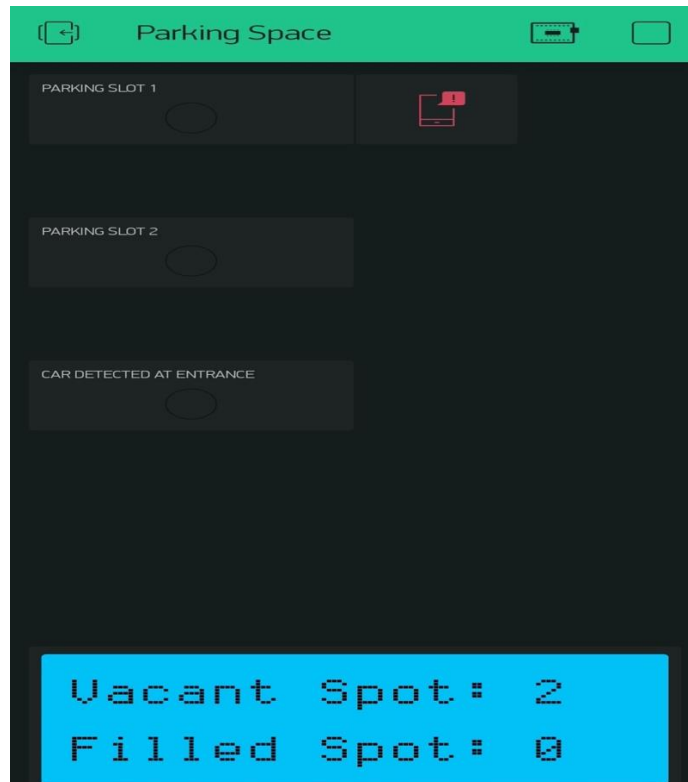 Parking Space
PARKING SLOT 1
!
PARKING SLOT 2
CAR DETECTED AT ENTRANCE
Vacant Spot: 2
Filled Spot: 0